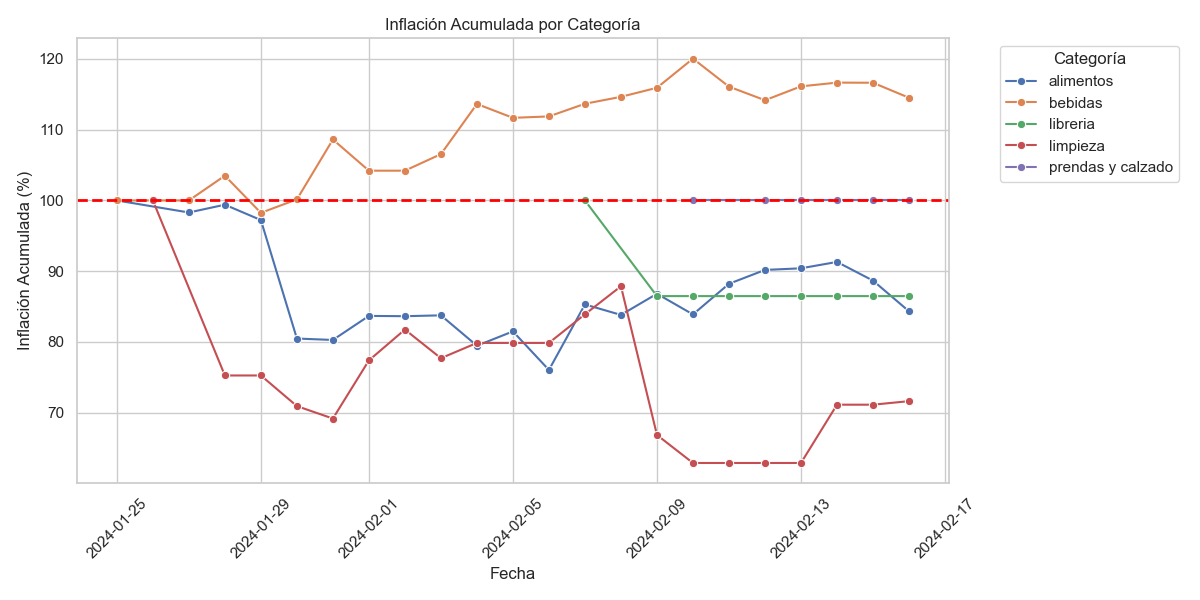 Inflación Acumulada por Categoría
Inflación Acumulada (%)
120
110
100
90
80
70
2024-01-25
2024-01-29
2024-02-01
2024-02-05
2024-02-09
2024-02-13
2024-02-17
Fecha
Categoría
alimentos
bebidas
libreria
limpieza
prendas y calzado